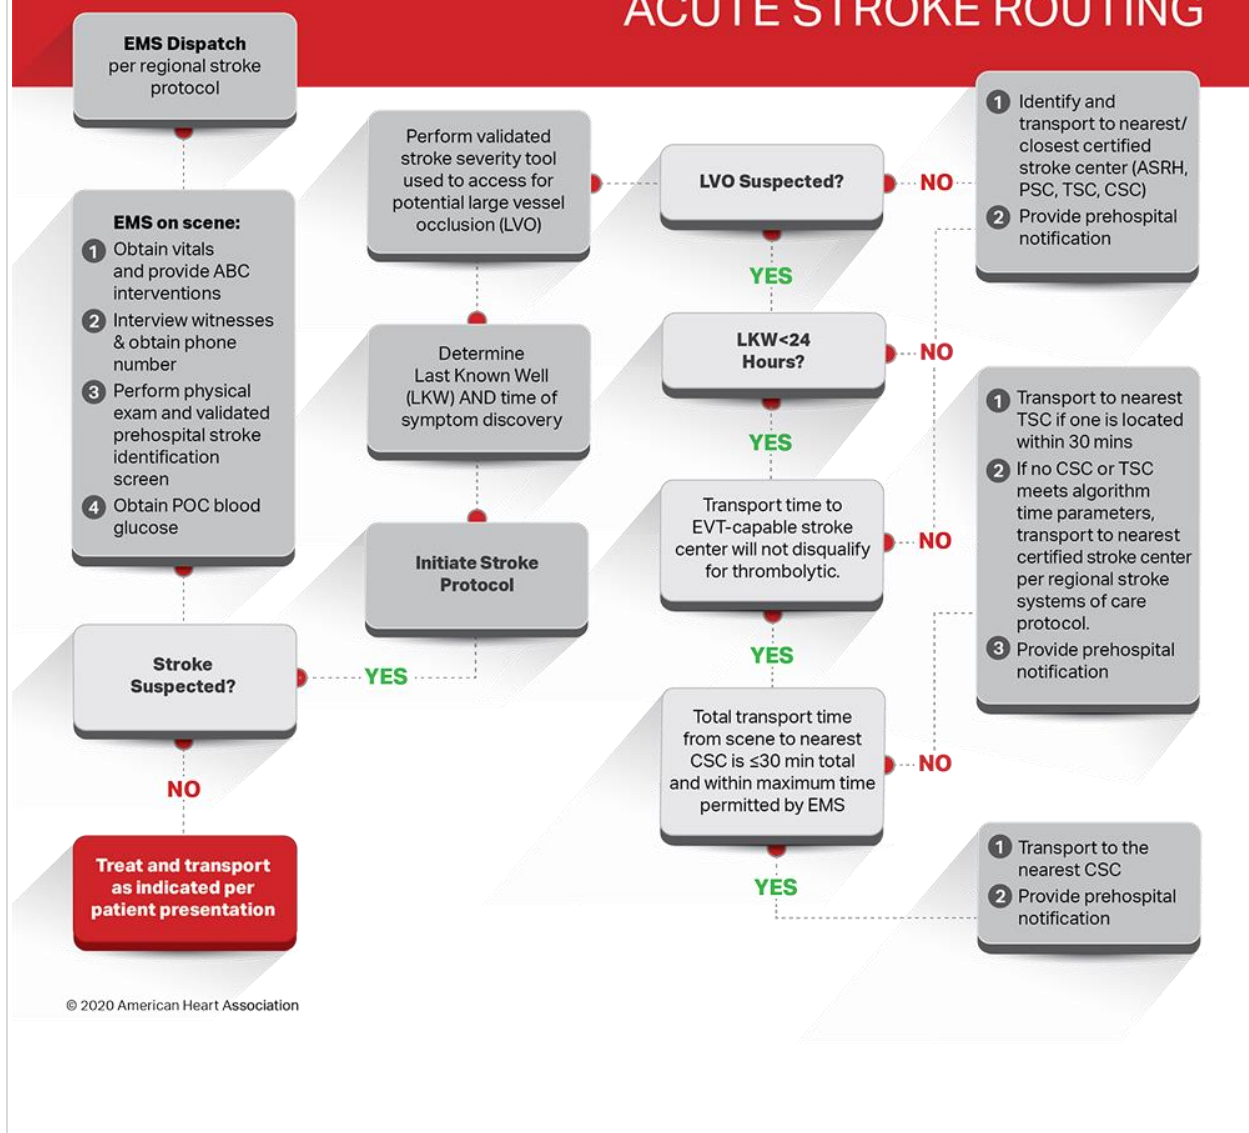 ACUTE STROKE ROUTING
EMS Dispatch
per regional stroke
protocol
EMS on scene:
1 Obtain vitals
and provide ABC
interventions
2 Interview witnesses
& obtain phone
number
3 Perform physical
exam and validated
prehospital stroke
identification
screen
4 Obtain POC blood
glucose
Stroke
Suspected?
NO
Treat and transport
as indicated per
patient presentation
YES
Initiate Stroke
Protocol
Determine
Last Known Well
(LKW) AND time of
symptom discovery
Perform validated
stroke severity tool
used to access for
potential large vessel
occlusion (LVO)
LVO Suspected?
NO
1 Identify and
transport to nearest/
closest certified
stroke center (ASRH,
PSC, TSC, CSC)
2 Provide prehospital
notification
YES
LKW<24
Hours?
NO
YES
Transport time to
EVT-capable stroke
center will not disqualify
for thrombolytic.
NO
YES
Total transport time
from scene to nearest
CSC is ≤30 min total
and within maximum time
permitted by EMS
NO
1 Transport to nearest
TSC if one is located
within 30 mins
2 If no CSC or TSC
meets algorithm
time parameters,
transport to nearest
certified stroke center
per regional stroke
systems of care
protocol.
3 Provide prehospital
notification
YES
1 Transport to the
nearest CSC
2 Provide prehospital
notification
© 2020 American Heart Association